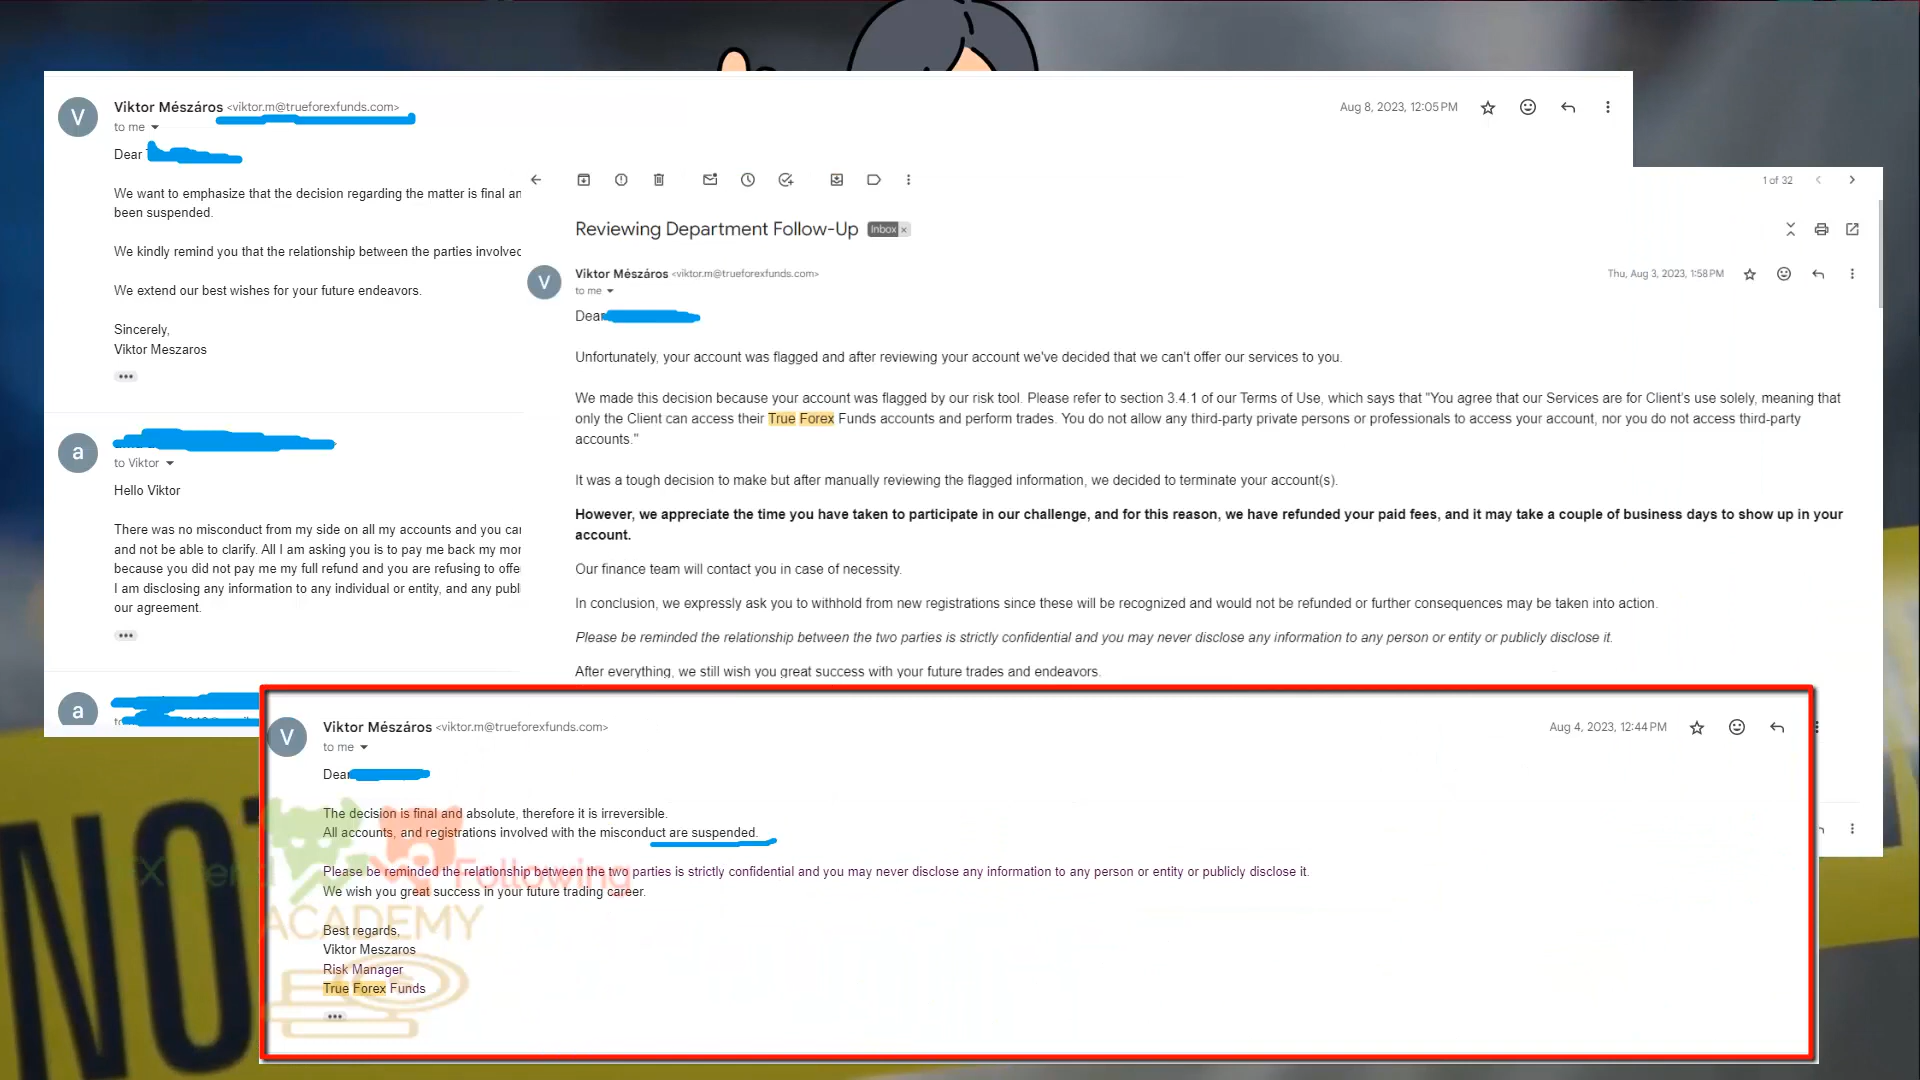 V
Viktor Mészáros <viktor.m@trueforexfunds.com>
Aug 8, 2023, 12:05 PM
to me
Dear
We want to emphasize that the decision regarding the matter is final an
been suspended.
We kindly remind you that the relationship between the parties involved
We extend our best wishes for your future endeavors.
Sincerely,
Viktor Meszaros
a
to Viktor
Hello Viktor
There was no misconduct from my side on all my accounts and you can
and not be able to clarify. All I am asking you is to pay me back my mor
because you did not pay me my full refund and you are refusing to offe
I am disclosing any information to any individual or entity, and any publ
our agreement.
a
1 of 32
Reviewing Department Follow-Up Inbox x
V
Viktor Mészáros <viktor.m@trueforexfunds.com>
Thu, Aug 3, 2023, 1:58 PM
to me
Dear
Unfortunately, your account was flagged and after reviewing your account we've decided that we can't offer our services to you.
We made this decision because your account was flagged by our risk tool. Please refer to section 3.4.1 of our Terms of Use, which says that "You agree that our Services are for Client's use solely, meaning that
only the Client can access their True Forex Funds accounts and perform trades. You do not allow any third-party private persons or professionals to access your account, nor you do not access third-party
accounts."
It was a tough decision to make but after manually reviewing the flagged information, we decided to terminate your account(s).
However, we appreciate the time you have taken to participate in our challenge, and for this reason, we have refunded your paid fees, and it may take a couple of business days to show up in your
account.
Our finance team will contact you in case of necessity.
In conclusion, we expressly ask you to withhold from new registrations since these will be recognized and would not be refunded or further consequences may be taken into action.
Please be reminded the relationship between the two parties is strictly confidential and you may never disclose any information to any person or entity or publicly disclose it.
After everything, we still wish you great success with your future trades and endeavors.
V
Viktor Mészáros <viktor.m@trueforexfunds.com>
Aug 4, 2023, 12:44 PM
to me
Dear
The decision is final and absolute, therefore it is irreversible.
All accounts, and registrations involved with the misconduct are suspended.
Please be reminded the relationship between the two parties is strictly confidential and you may never disclose any information to any person or entity or publicly disclose it.
We wish you great success in your future trading career.
Best regards,
Viktor Meszaros
Risk Manager
True Forex Funds
FX Trend Following
ACADEMY
NOT